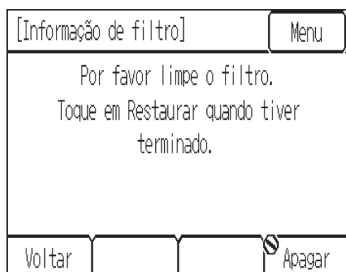 [Informação de filtro]
Menu
Por favor limpe o filtro.
Toque em Restaurar quando tiver
terminado.
Voltar
Apagar